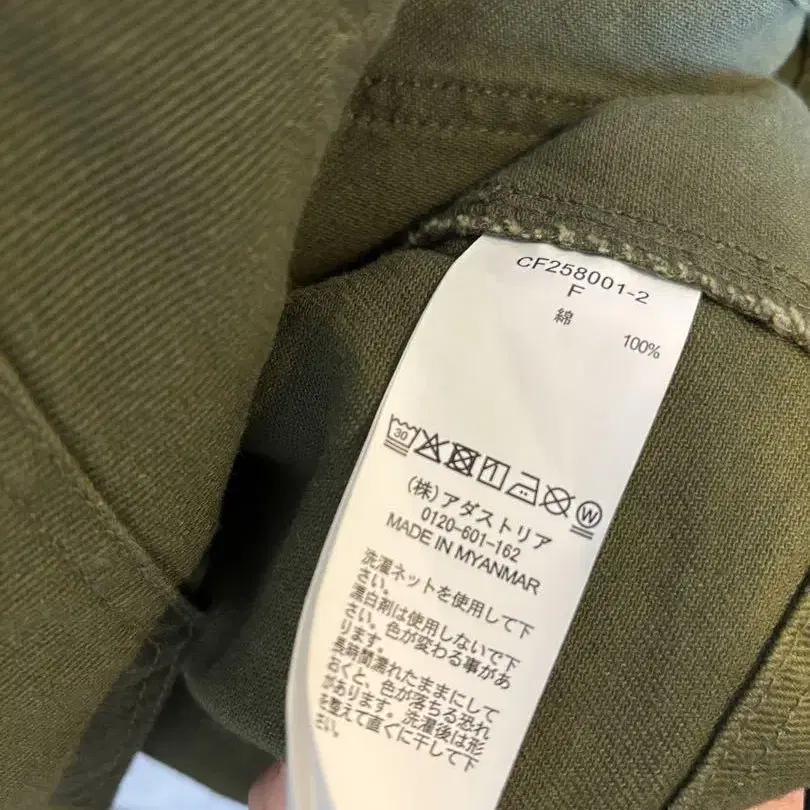 CF258001-2
F
綿
100%
30
W
(株)アダストリア
0120-601-162
MADE IN MYANMAR
洗濯ネットを使用して下
さい。
漂白剤は使用しないで下
さい。色が変わる事があ
ります。
長時間濡れたままにして
おくと、色が落ちる恐れ
があります。洗濯後は形
を整えて直ぐに干して下
さい。